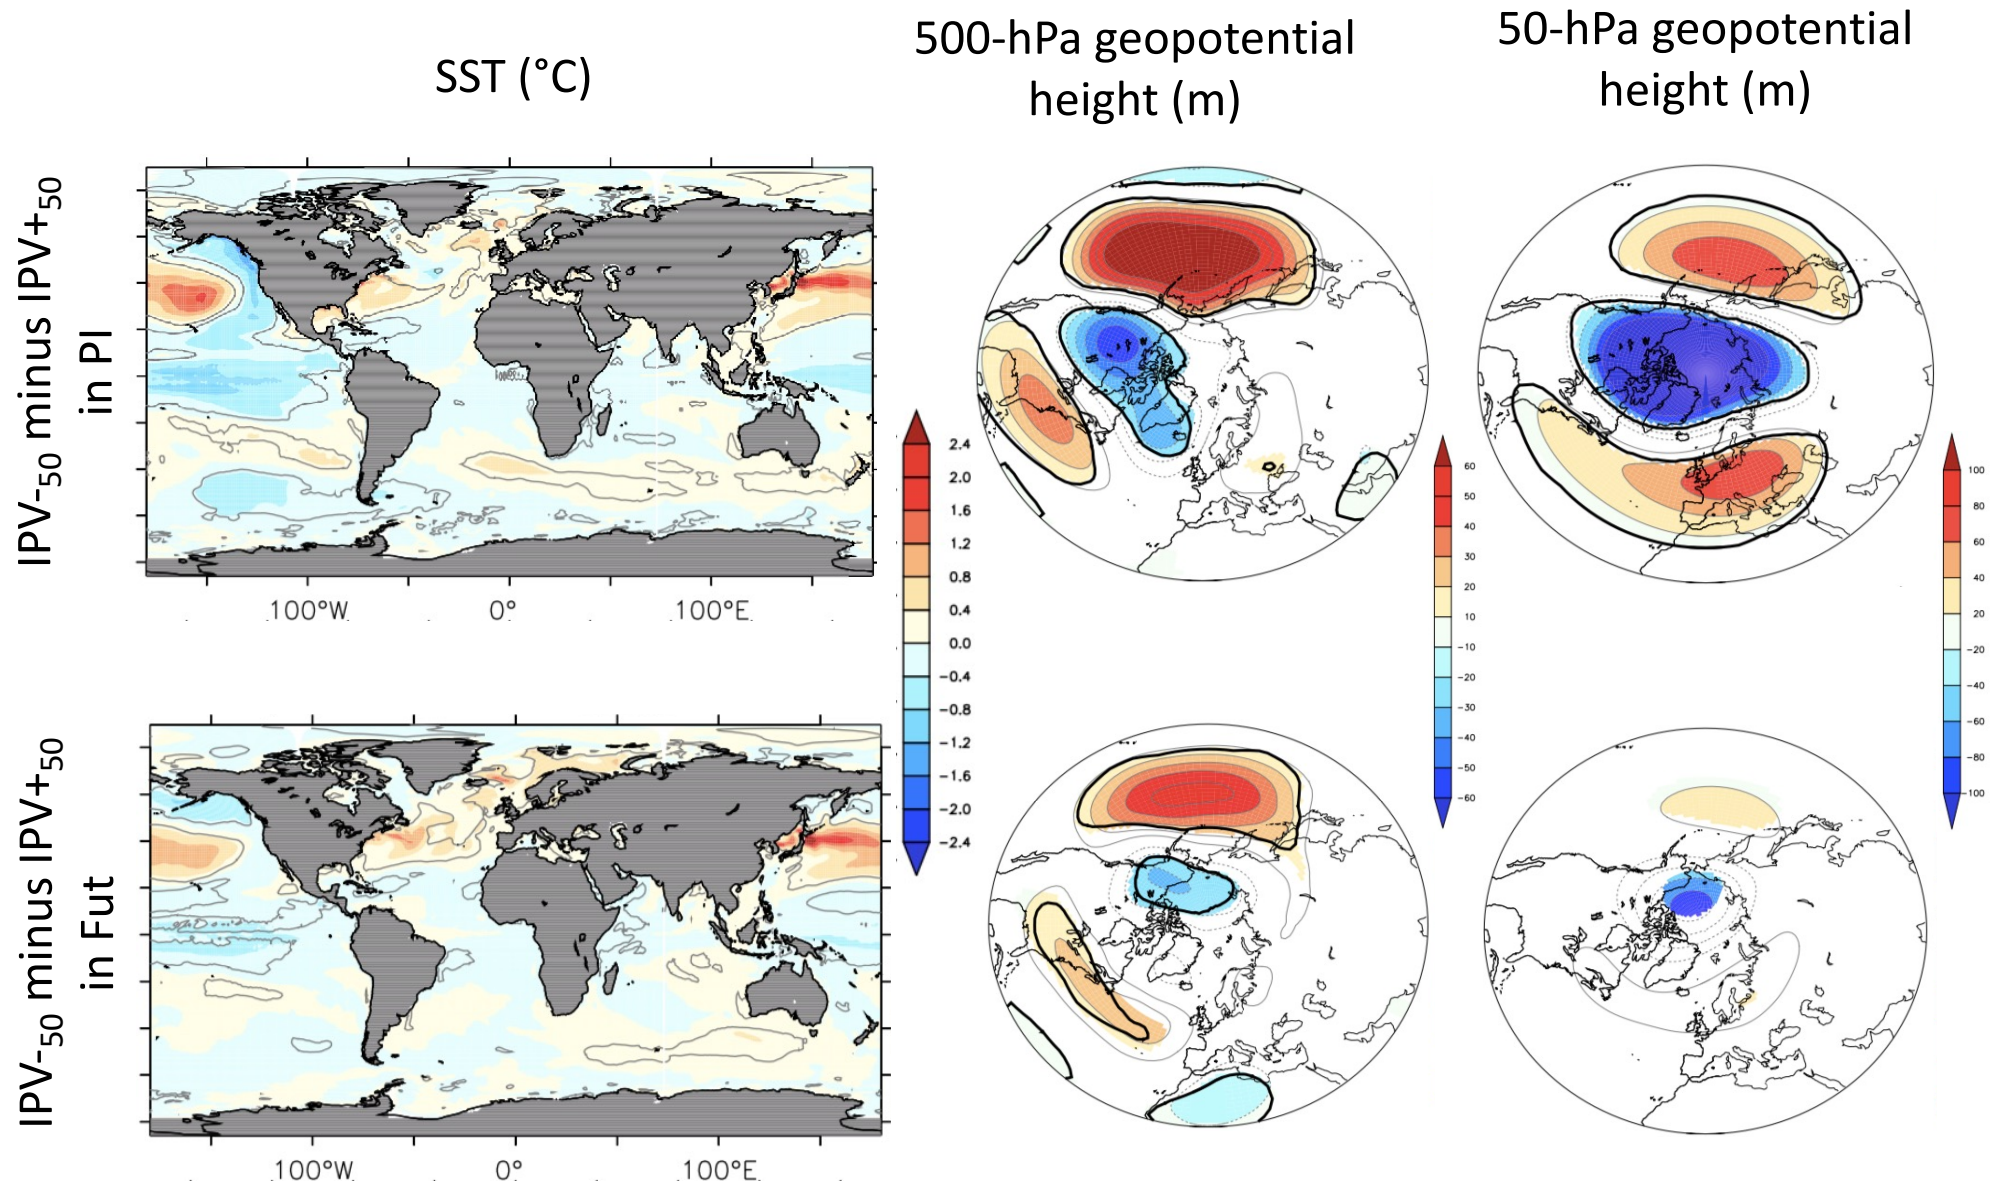 SST (°C)
500-hPa geopotential
height (m)
50-hPa geopotential
height (m)
IPV-50 minus IPV+50
in PI
100°W
0°
100°E
2.4
2.0
1.6
1.2
0.8
0.4
0.0
−0.4
−0.8
−1.2
−1.6
−2.0
−2.4
60
50
40
30
20
10
−10
−20
−30
−40
−50
−60
100
80
60
40
20
−20
−40
−60
−80
−100
IPV-50 minus IPV+50
in Fut
100°W
0°
100°E